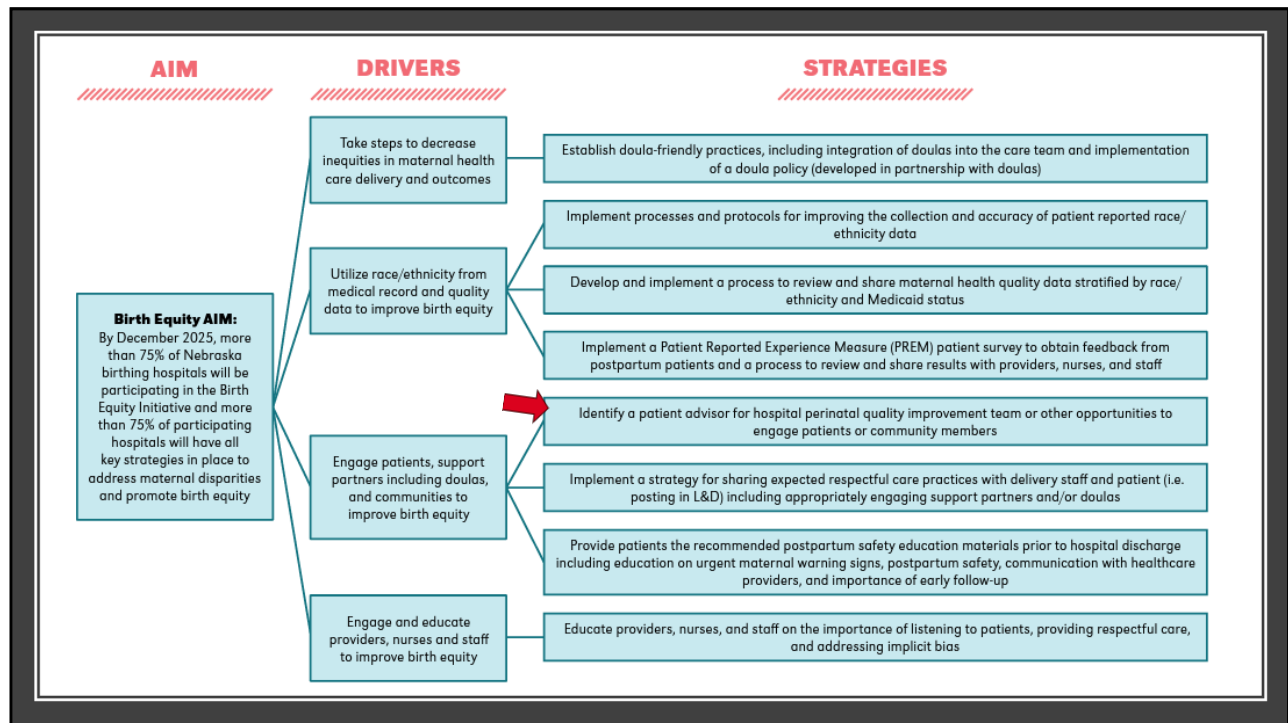 AIM
DRIVERS
STRATEGIES
Birth Equity AIM:
By December 2025, more
than 75% of Nebraska
birthing hospitals will be
participating in the Birth
Equity Initiative and more
than 75% of participating
hospitals will have all
key strategies in place to
address maternal disparities
and promote birth equity
Take steps to decrease
inequities in maternal health
care delivery and outcomes
Establish doula-friendly practices, including integration of doulas into the care team and implementation
of a doula policy (developed in partnership with doulas)
Utilize race/ethnicity from
medical record and quality
data to improve birth equity
Implement processes and protocols for improving the collection and accuracy of patient reported race/
ethnicity data
Develop and implement a process to review and share maternal health quality data stratified by race/
ethnicity and Medicaid status
Implement a Patient Reported Experience Measure (PREM) patient survey to obtain feedback from
postpartum patients and a process to review and share results with providers, nurses, and staff
Engage patients, support
partners including doulas,
and communities to
improve birth equity
Identify a patient advisor for hospital perinatal quality improvement team or other opportunities to
engage patients or community members
Implement a strategy for sharing expected respectful care practices with delivery staff and patient (i.e.
posting in L&D) including appropriately engaging support partners and/or doulas
Provide patients the recommended postpartum safety education materials prior to hospital discharge
including education on urgent maternal warning signs, postpartum safety, communication with healthcare
providers, and importance of early follow-up
Engage and educate
providers, nurses and staff
to improve birth equity
Educate providers, nurses, and staff on the importance of listening to patients, providing respectful care,
and addressing implicit bias